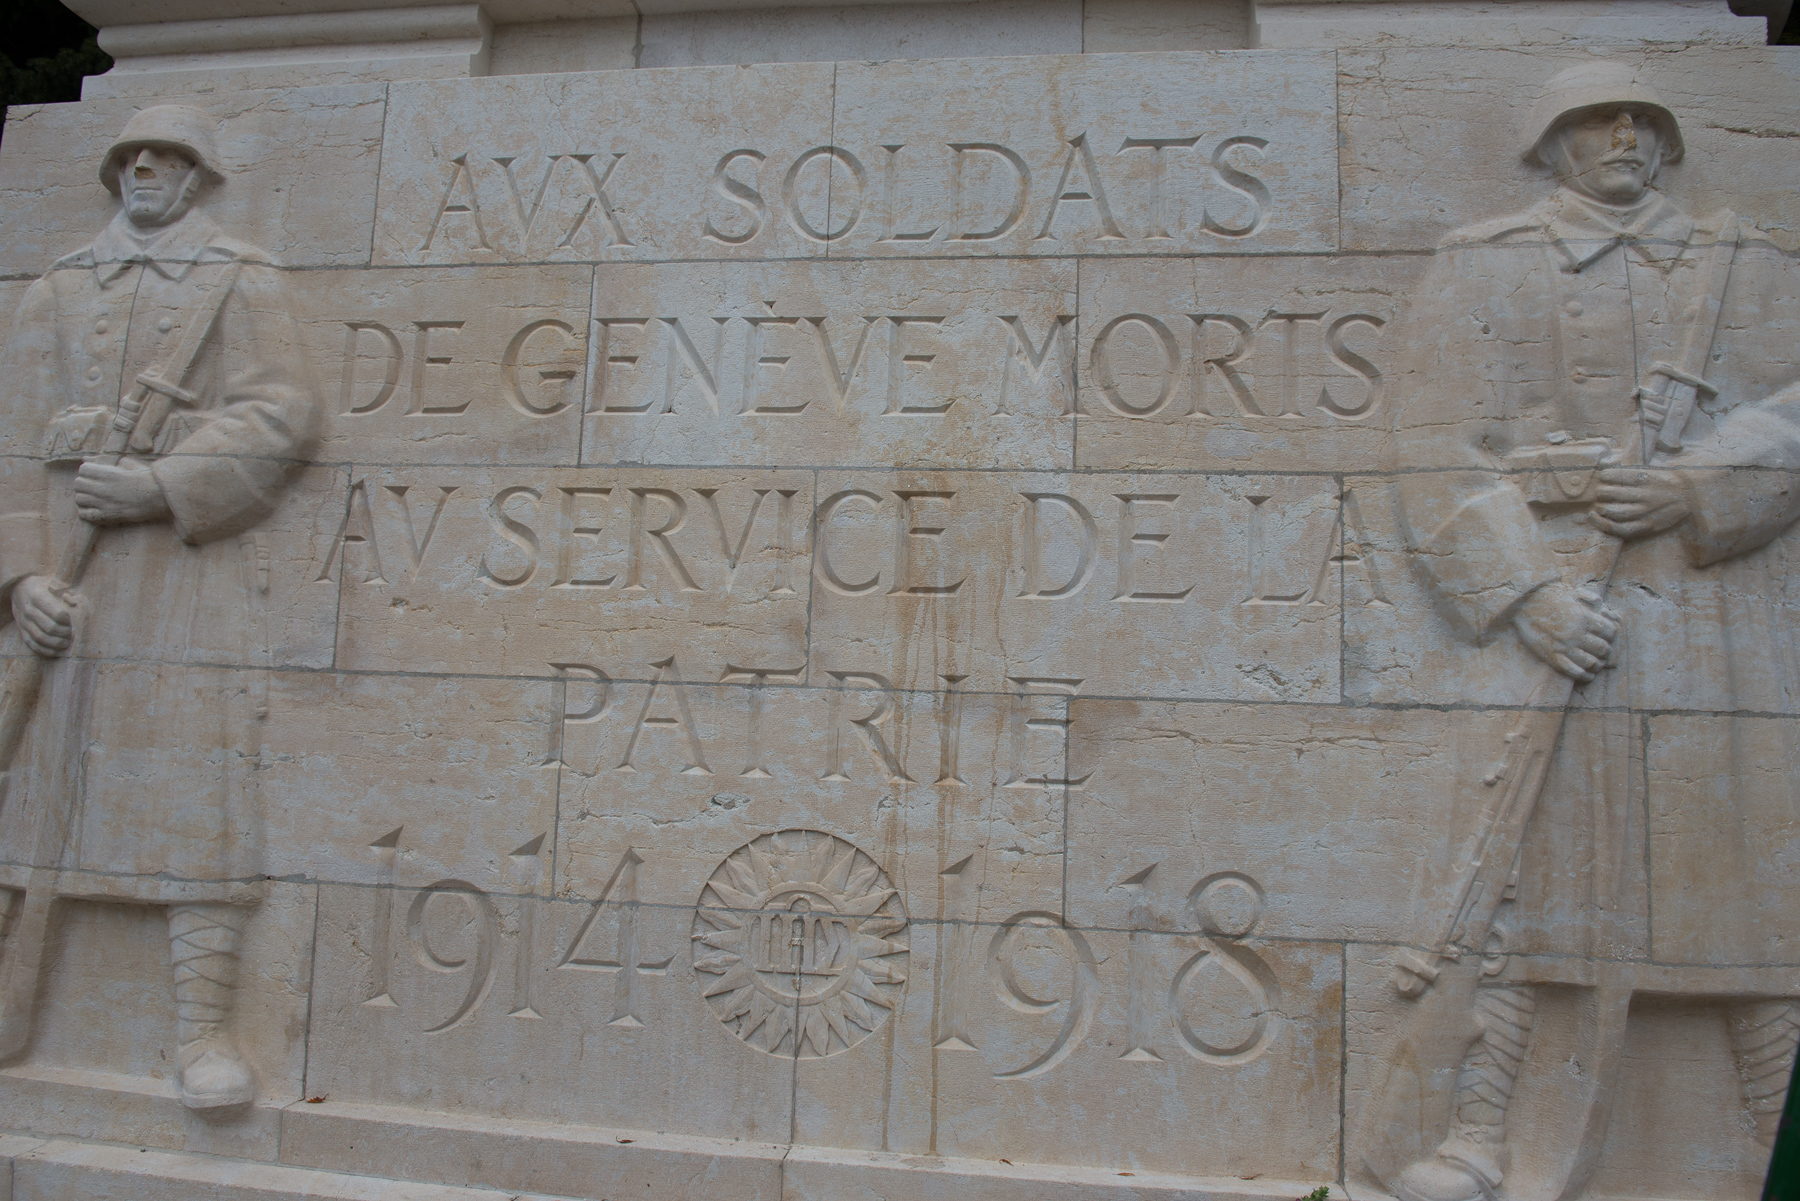 AVX SOLDATS
DE GENÈVE MORTS
AV SERVICE DE LA
PATRIE
1914 1918